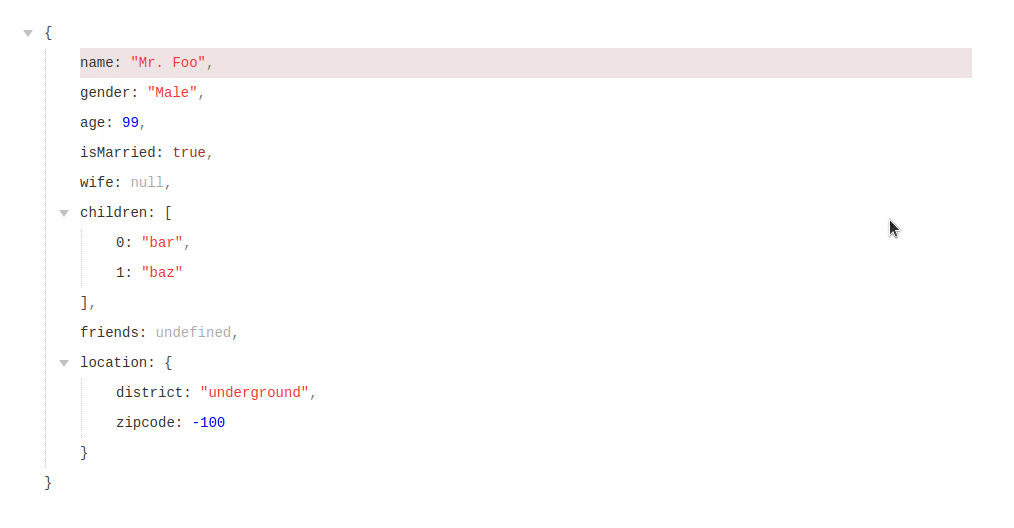 {
name: "Mr. Foo",
gender: "Male",
age: 99,
isMarried: true,
wife: null,
children: [
0: "bar",
1: "baz"
],
friends: undefined,
location: {
district: "underground",
zipcode: -100
}
}